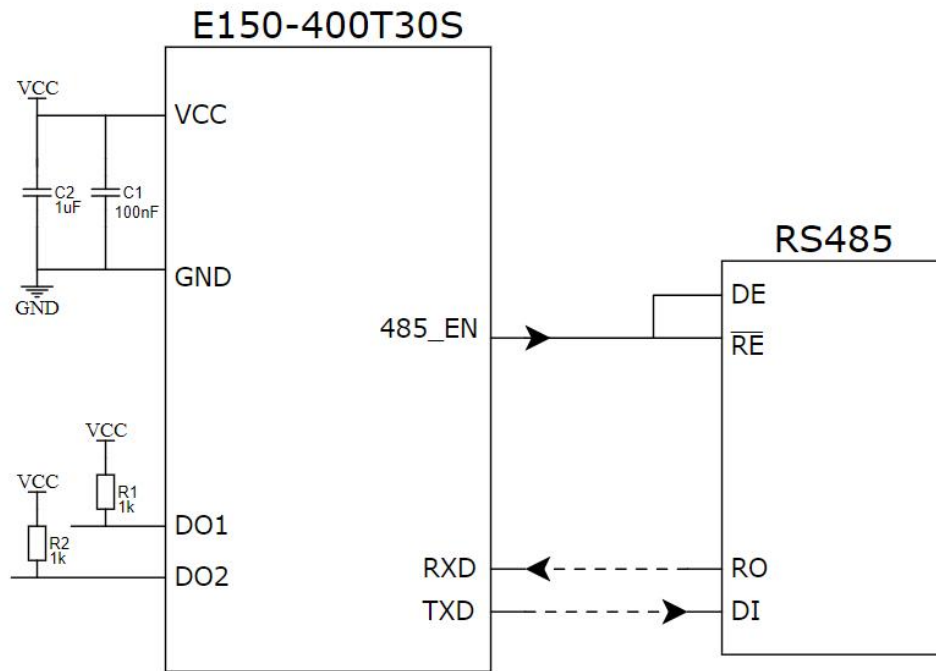 E150-400T30S
VCC
VCC
C2
1uF
C1
100nF
GND
GND
RS485
DE
485_EN
RE
VCC
VCC
R1
1k
DO1
R2
1k
DO2
RXD
RO
TXD
DI